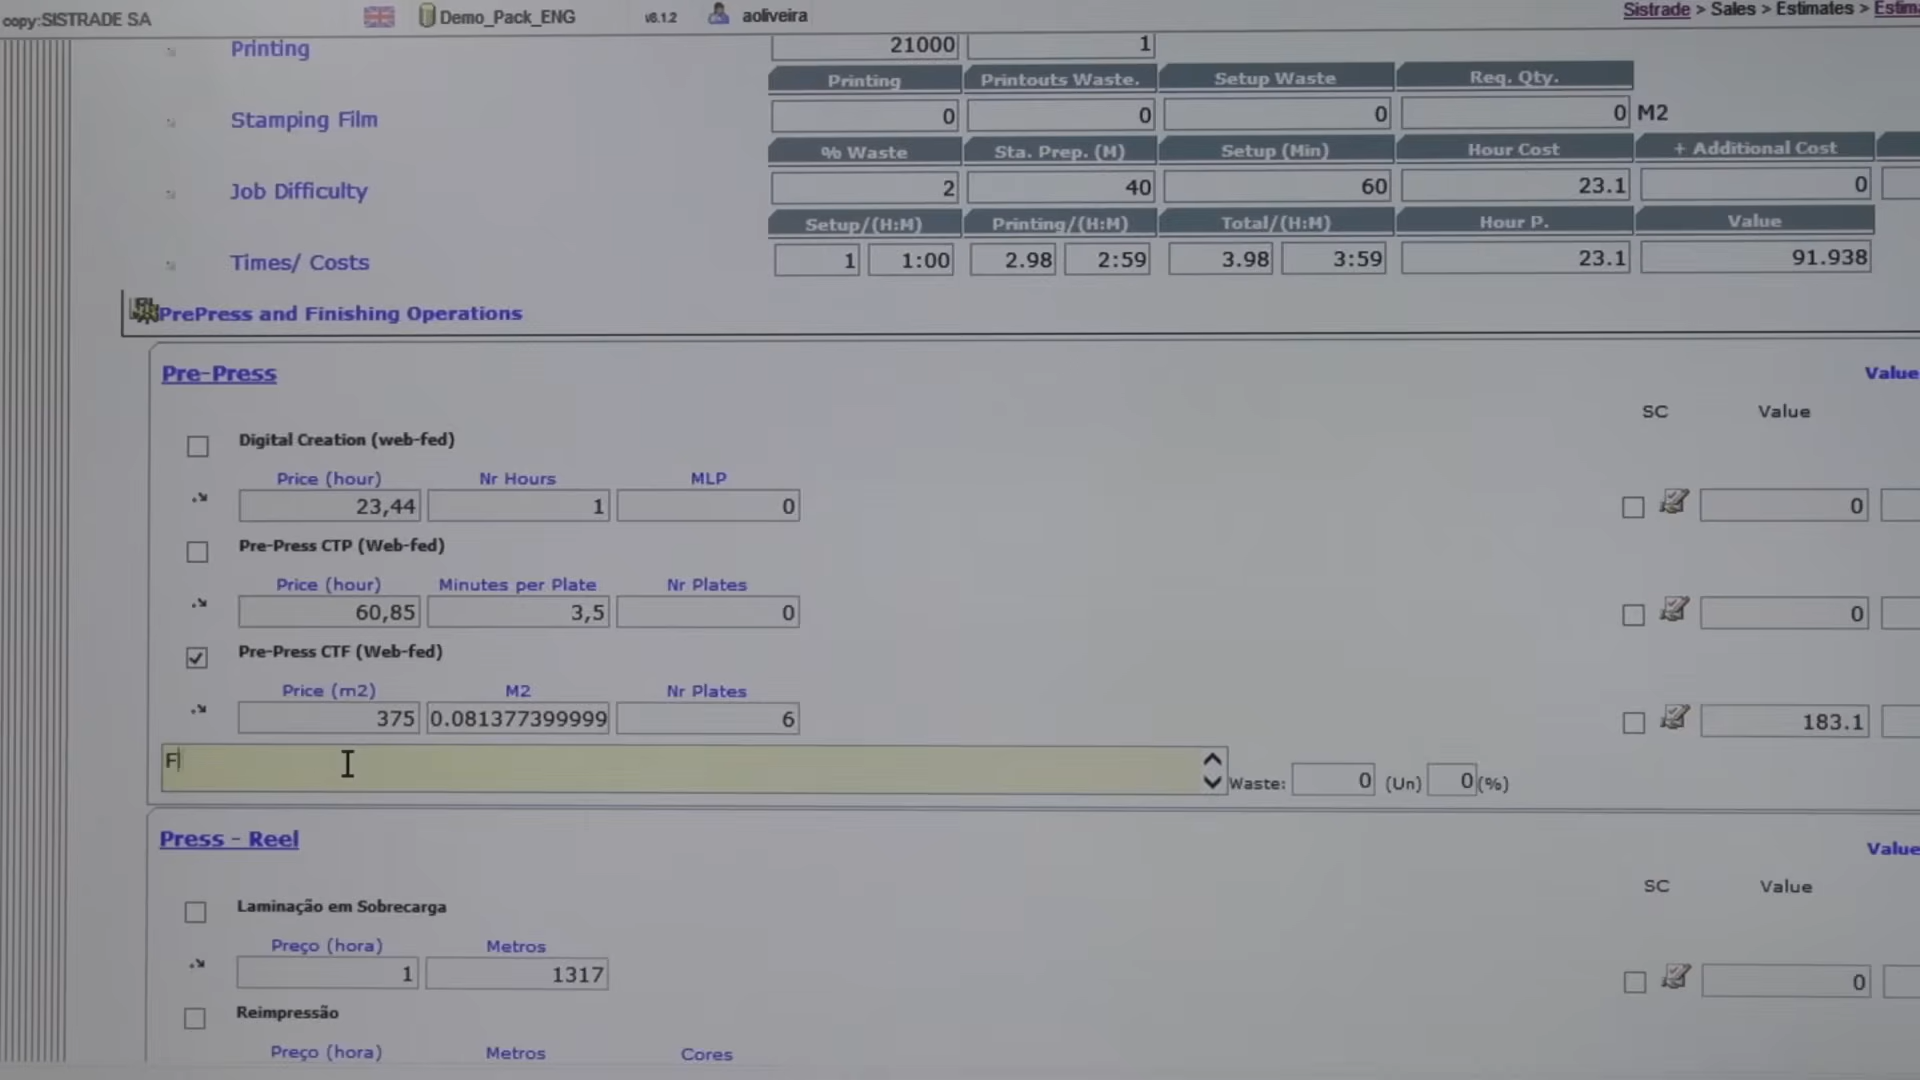 copy:SISTRADE SA Demo_Pack_ENG v6.1.2 aoliveira Sistrade > Sales > Estimates >
Printing 21000 1
Printing Printouts Waste. Setup Waste Req. Qty.
Stamping Film 0 0 0 0 M2
% Waste Sta. Prep. (M) Setup (Min) Hour Cost + Additional Cost
Job Difficulty 2 40 60 23.1 0
Setup/(H:M) Printing/(H:M) Total/(H:M) Hour P. Value
Times/ Costs 1 1:00 2.98 2:59 3.98 3:59 23.1 91.938
PrePress and Finishing Operations
Pre-Press Value
SC Value
Digital Creation (web-fed)
Price (hour) Nr Hours MLP
23,44 1 0 0
Pre-Press CTP (Web-fed)
Price (hour) Minutes per Plate Nr Plates
60,85 3,5 0 0
Pre-Press CTF (Web-fed)
Price (m2) M2 Nr Plates
375 0.081377399999 6 183.1
F
Waste: 0 (Un) 0 (%)
Press - Reel Value
SC Value
Laminação em Sobrecarga
Preço (hora) Metros
1 1317 0
Reimpressão
Preço (hora) Metros Cores